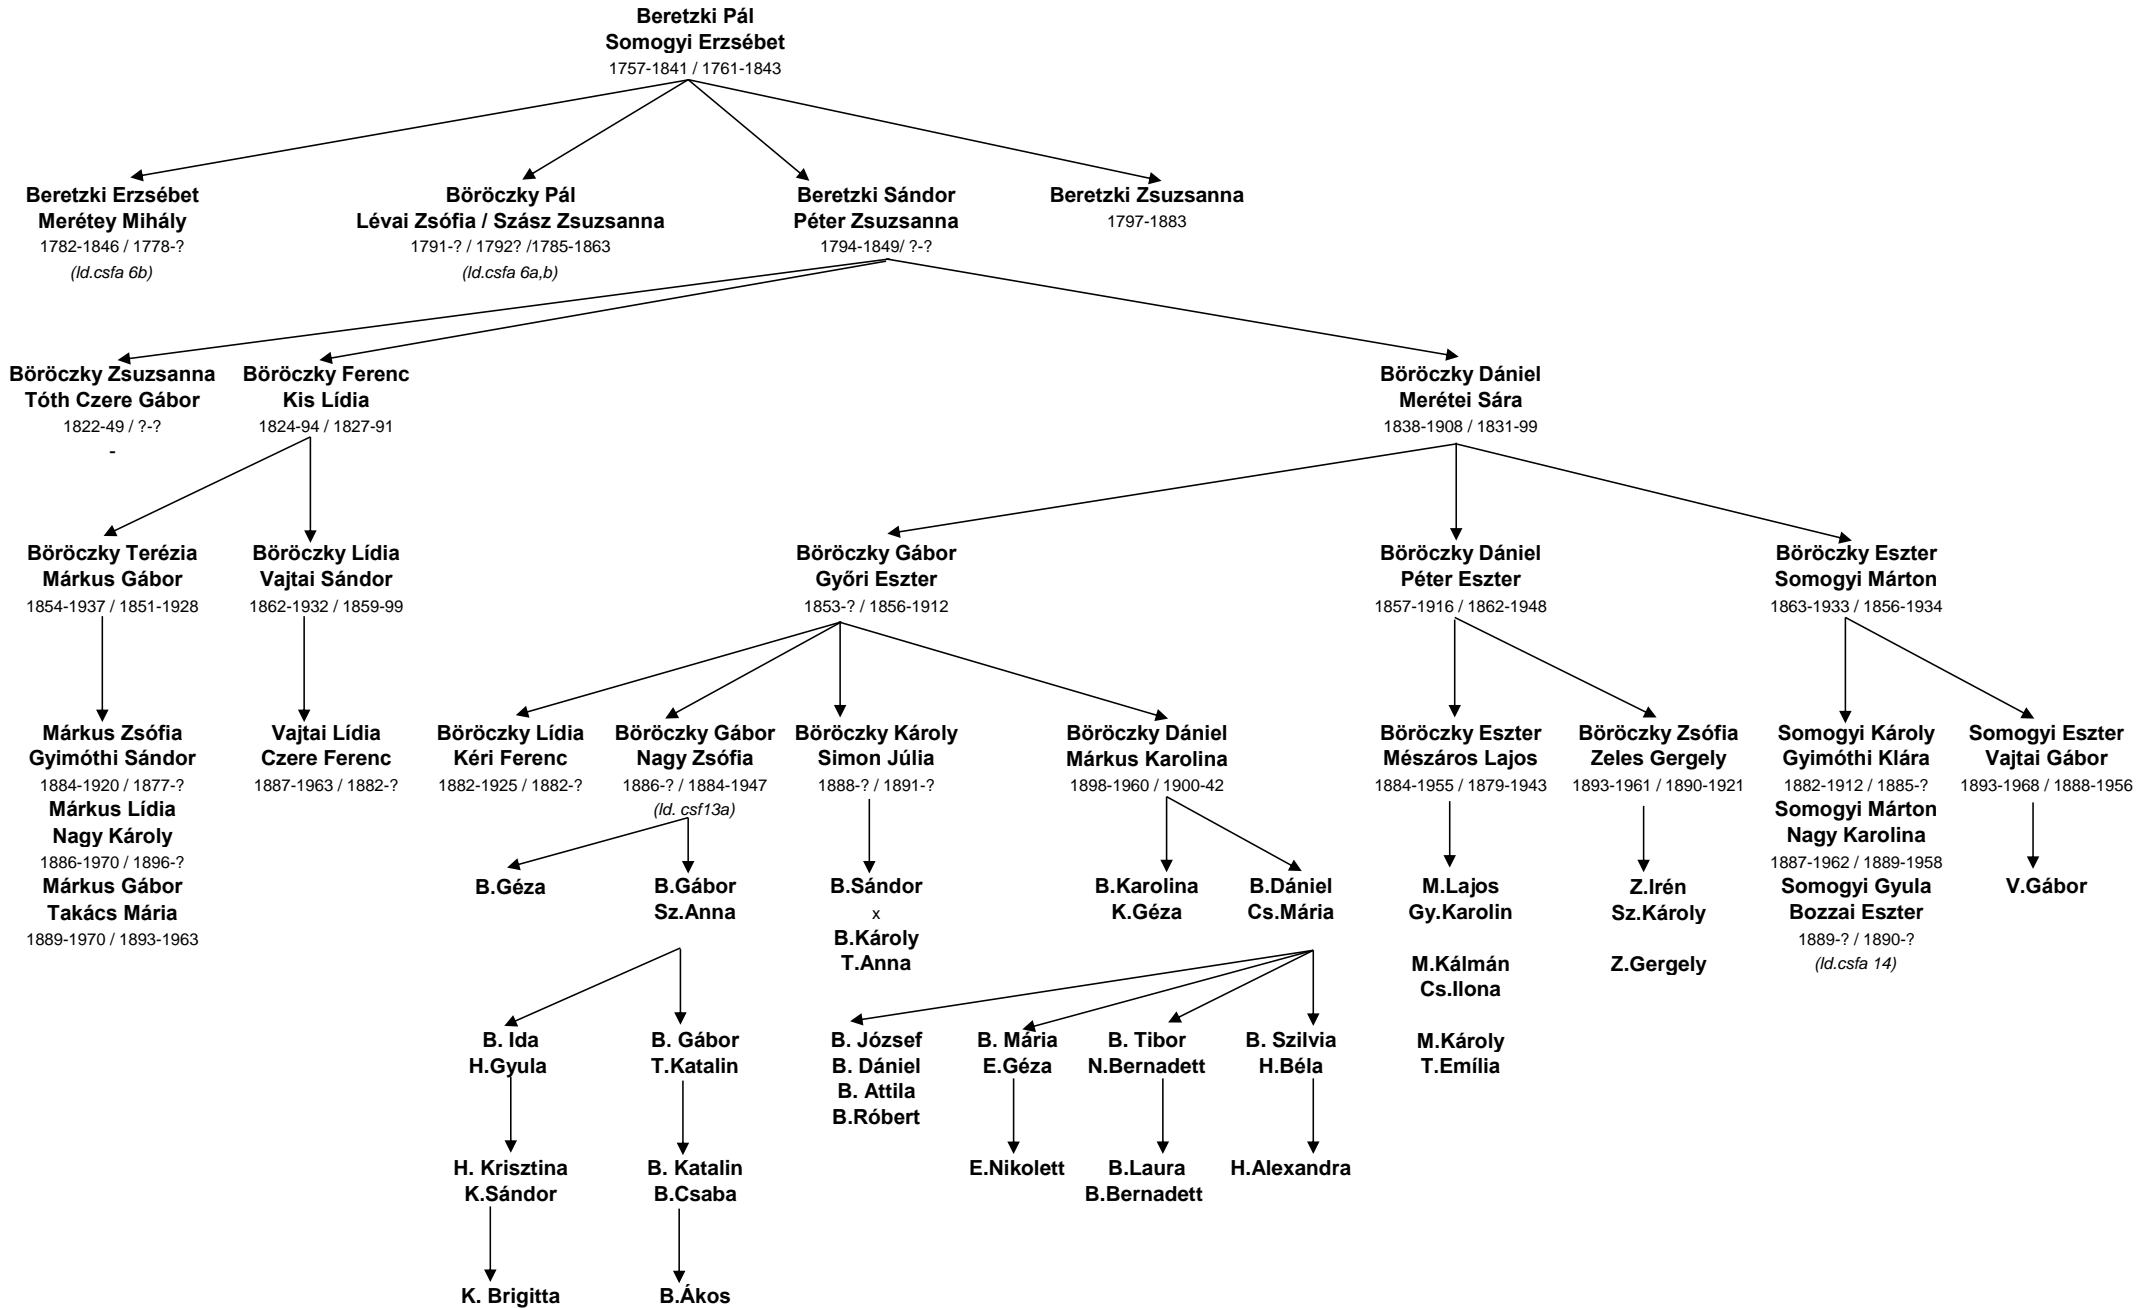 Beretzki Pál
Somogyi Erzsébet
1757-1841 / 1761-1843
Beretzki Erzsébet
Merétey Mihály
1782-1846 / 1778-?
(ld.csfa 6b)
Böröczky Pál
Lévai Zsófia / Szász Zsuzsanna
1791-? / 1792? /1785-1863
(ld.csfa 6a,b)
Beretzki Sándor
Péter Zsuzsanna
1794-1849/ ?-?
Beretzki Zsuzsanna
1797-1883
Böröczky Zsuzsanna
Tóth Czere Gábor
1822-49 / ?-?
-
Böröczky Ferenc
Kis Lídia
1824-94 / 1827-91
Böröczky Dániel
Merétei Sára
1838-1908 / 1831-99
Böröczky Terézia
Márkus Gábor
1854-1937 / 1851-1928
Böröczky Lídia
Vajtai Sándor
1862-1932 / 1859-99
Böröczky Gábor
Győri Eszter
1853-? / 1856-1912
Böröczky Dániel
Péter Eszter
1857-1916 / 1862-1948
Böröczky Eszter
Somogyi Márton
1863-1933 / 1856-1934
Márkus Zsófia
Gyimóthi Sándor
1884-1920 / 1877-?
Márkus Lídia
Nagy Károly
1886-1970 / 1896-?
Márkus Gábor
Takács Mária
1889-1970 / 1893-1963
Vajtai Lídia
Czere Ferenc
1887-1963 / 1882-?
Böröczky Lídia
Kéri Ferenc
1882-1925 / 1882-?
Böröczky Gábor
Nagy Zsófia
1886-? / 1884-1947
(ld. csf13a)
Böröczky Károly
Simon Júlia
1888-? / 1891-?
Böröczky Dániel
Márkus Karolina
1898-1960 / 1900-42
Böröczky Eszter
Mészáros Lajos
1884-1955 / 1879-1943
Böröczky Zsófia
Zeles Gergely
1893-1961 / 1890-1921
Somogyi Károly
Gyimóthi Klára
1882-1912 / 1885-?
Somogyi Márton
Nagy Karolina
1887-1962 / 1889-1958
Somogyi Gyula
Bozzai Eszter
1889-? / 1890-?
(ld.csfa 14)
Somogyi Eszter
Vajtai Gábor
1893-1968 / 1888-1956
B.Géza
B.Gábor
Sz.Anna
B.Sándor
x
B.Károly
T.Anna
B.Karolina
K.Géza
B.Dániel
Cs.Mária
M.Lajos
Gy.Karolin
M.Kálmán
Cs.Ilona
M.Károly
T.Emília
Z.Irén
Sz.Károly
Z.Gergely
V.Gábor
B. Ida
H.Gyula
B. Gábor
T.Katalin
B. József
B. Dániel
B. Attila
B.Róbert
B. Mária
E.Géza
B. Tibor
N.Bernadett
B. Szilvia
H.Béla
H. Krisztina
K.Sándor
B. Katalin
B.Csaba
E.Nikolett
B.Laura
B.Bernadett
H.Alexandra
K. Brigitta
B.Ákos